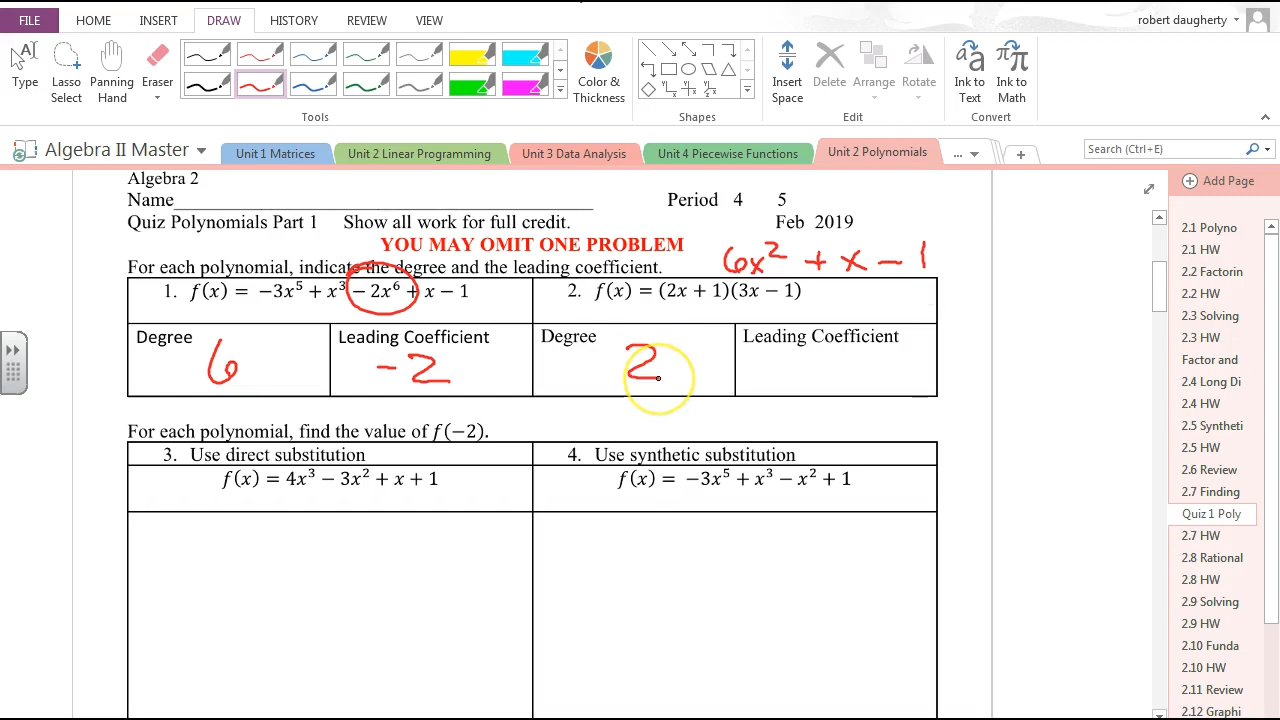 FILE HOME INSERT DRAW HISTORY REVIEW VIEW robert daugherty
Type Lasso Select Panning Hand Eraser Color & Thickness Insert Space Delete Arrange Rotate Ink to Text Ink to Math
Tools Shapes Edit Convert
Algebra II Master Unit 1 Matrices Unit 2 Linear Programming Unit 3 Data Analysis Unit 4 Piecewise Functions Unit 2 Polynomials ... Search (Ctrl+E)
Algebra 2
Name Period 4 5
Quiz Polynomials Part 1 Show all work for full credit. Feb 2019
YOU MAY OMIT ONE PROBLEM
For each polynomial, indicate the degree and the leading coefficient.
6x² + x − 1
1. f(x) = −3x⁵ + x³ − 2x⁶ + x − 1
2. f(x) = (2x + 1)(3x − 1)
Degree Leading Coefficient Degree Leading Coefficient
6 −2 2
For each polynomial, find the value of f(−2).
3. Use direct substitution
4. Use synthetic substitution
f(x) = 4x³ − 3x² + x + 1
f(x) = −3x⁵ + x³ − x² + 1
Add Page
2.1 Polyno
2.1 HW
2.2 Factorin
2.2 HW
2.3 Solving
2.3 HW
Factor and
2.4 Long Di
2.4 HW
2.5 Syntheti
2.5 HW
2.6 Review
2.7 Finding
Quiz 1 Poly
2.7 HW
2.8 Rational
2.8 HW
2.9 Solving
2.9 HW
2.10 Funda
2.10 HW
2.11 Review
2.12 Graphi